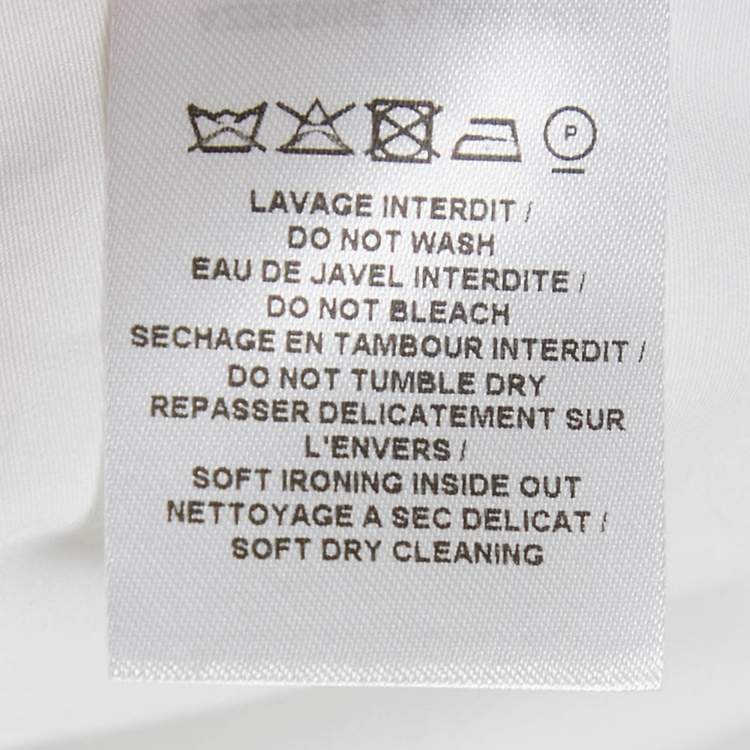 P
LAVAGE INTERDIT /
DO NOT WASH
EAU DE JAVEL INTERDITE /
DO NOT BLEACH
SECHAGE EN TAMBOUR INTERDIT /
DO NOT TUMBLE DRY
REPASSER DELICATEMENT SUR
L'ENVERS /
SOFT IRONING INSIDE OUT
NETTOYAGE A SEC DELICAT /
SOFT DRY CLEANING